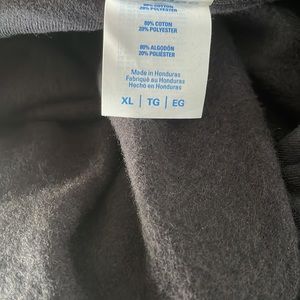 80% COTTON
20% POLYESTER
80% COTTON
20% POLYESTER
80% ALGODÓN
20% POLIÉSTER
Made in Honduras
Fabriqué au Honduras
Hecho en Honduras
XL | TG | EG